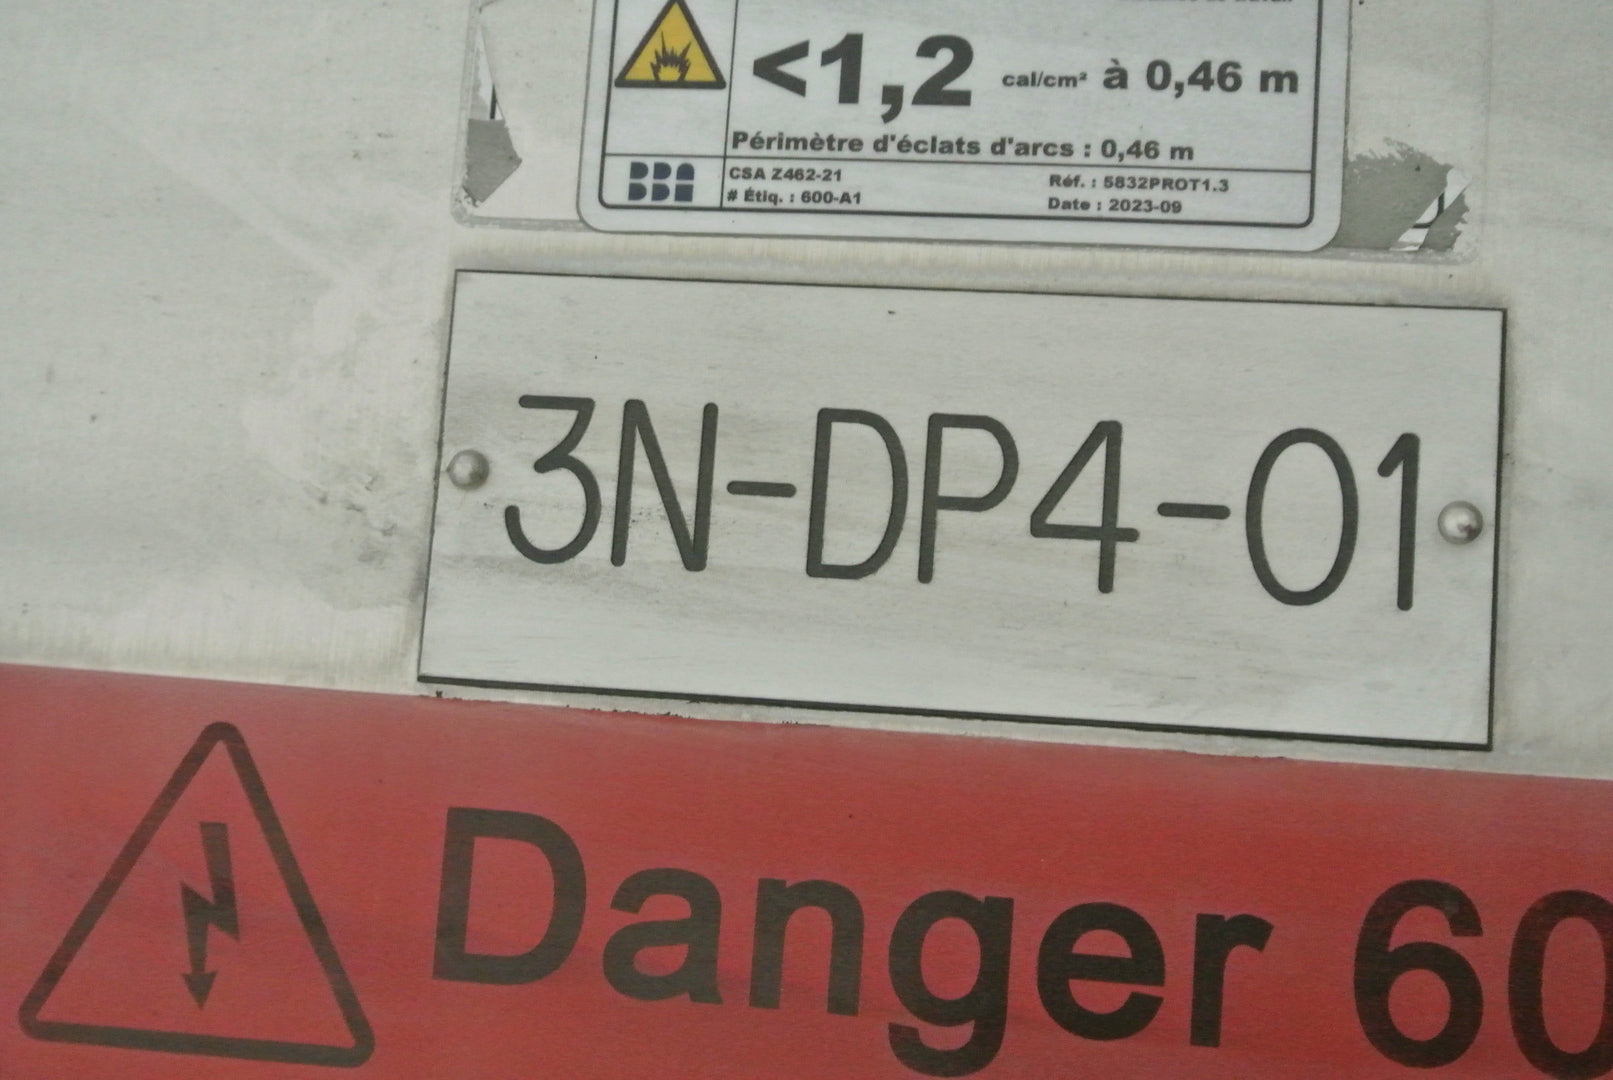 <1,2 cal/cm² à 0,46 m
Périmètre d'éclats d'arcs : 0,46 m
BBA
CSA Z462-21
# Étiq. : 600-A1
Réf. : 5832PROT1.3
Date : 2023-09
3N-DP4-01
Danger 60